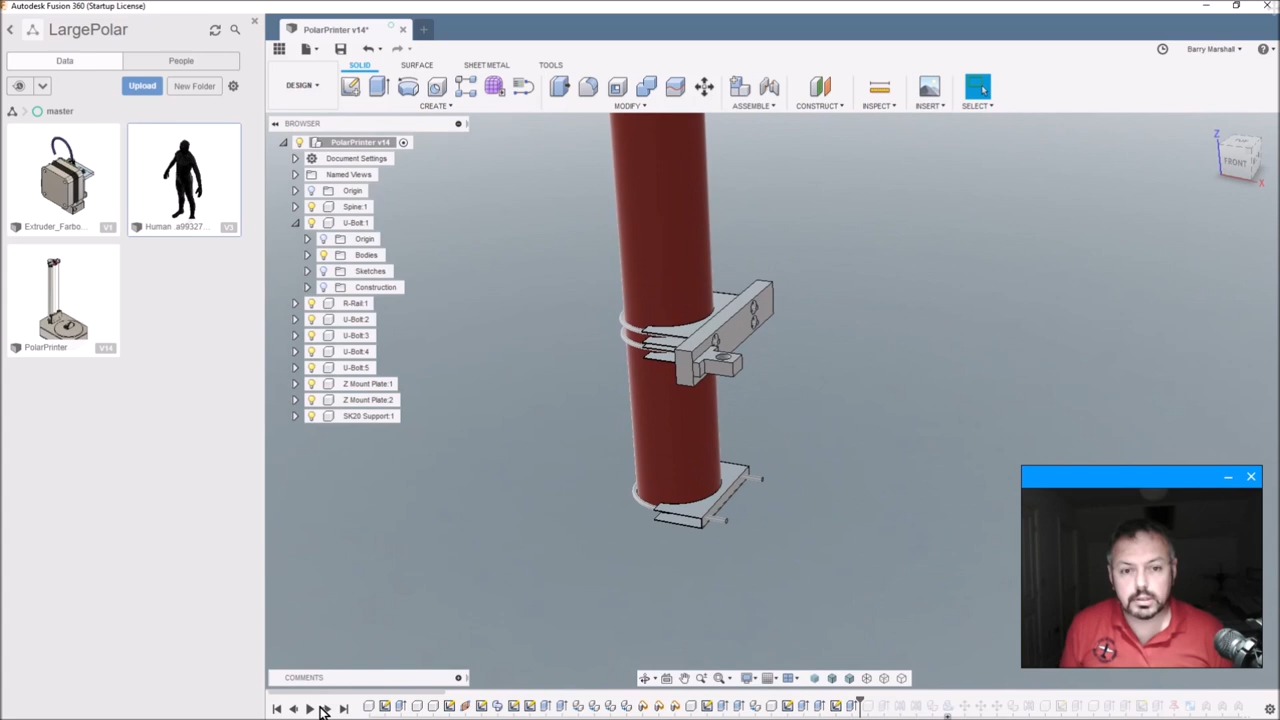 Autodesk Fusion 360 (Startup License)
LargePolar
PolarPrinter v14*
Barry Marshall
Data
People
SOLID
SURFACE
SHEET METAL
TOOLS
Upload
New Folder
DESIGN
CREATE
MODIFY
ASSEMBLE
CONSTRUCT
INSPECT
INSERT
SELECT
master
BROWSER
PolarPrinter v14
Document Settings
Named Views
Origin
Spine:1
U-Bolt:1
Origin
Bodies
Sketches
Construction
R-Rail:1
U-Bolt:2
U-Bolt:3
U-Bolt:4
U-Bolt:5
Z Mount Plate:1
Z Mount Plate:2
SK20 Support:1
Extruder_Farbo...
V1
Human .a99327...
V3
PolarPrinter
V14
Z
FRONT
X
COMMENTS